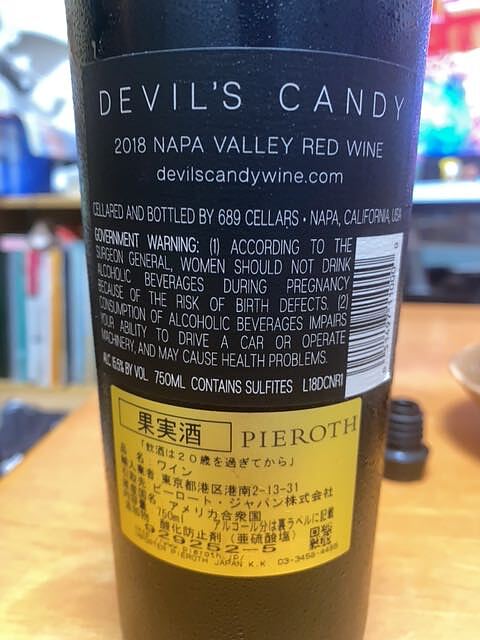 DEVIL'S CANDY
2018 NAPA VALLEY RED WINE
devilscandywine.com
CELLARED AND BOTTLED BY 689 CELLARS • NAPA, CALIFORNIA, USA
GOVERNMENT WARNING: (1) ACCORDING TO THE
SURGEON GENERAL, WOMEN SHOULD NOT DRINK
ALCOHOLIC BEVERAGES DURING PREGNANCY
BECAUSE OF THE RISK OF BIRTH DEFECTS. (2)
CONSUMPTION OF ALCOHOLIC BEVERAGES IMPAIRS
YOUR ABILITY TO DRIVE A CAR OR OPERATE
MACHINERY, AND MAY CAUSE HEALTH PROBLEMS.
ALC 15.5% BY VOL 750ML CONTAINS SULFITES L18DCNR1
果実酒 PIEROTH
「飲酒は20歳を過ぎてから」
品名:ワイン
東京都港区港南2-13-31
ピーロート・ジャパン株式会社
アメリカ合衆国
750ml アルコール分は裏ラベルに記載
酸化防止剤(亜硫酸塩)
929252-5
PIEROTH JAPAN K.K. 03-3458-4455